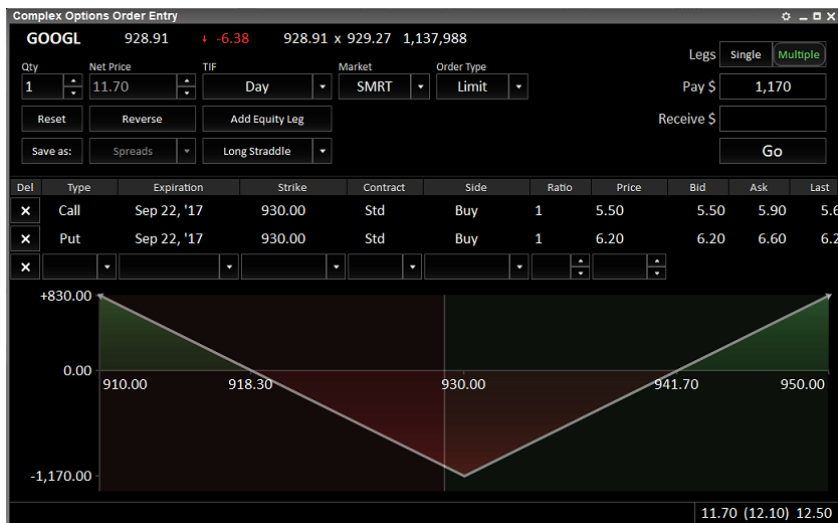 Complex Options Order Entry
GOOGL 928.91 ↓ -6.38 928.91 x 929.27 1,137,988
Legs Single Multiple
Qty Net Price TIF Market Order Type
1 11.70 Day SMRT Limit
Pay $ 1,170
Reset Reverse Add Equity Leg
Receive $
Save as: Spreads Long Straddle
Go
Del Type Expiration Strike Contract Side Ratio Price Bid Ask Last
X Call Sep 22, '17 930.00 Std Buy 1 5.50 5.50 5.90
X Put Sep 22, '17 930.00 Std Buy 1 6.20 6.20 6.60
X
+830.00
0.00
910.00 918.30 930.00 941.70 950.00
-1,170.00
11.70 (12.10) 12.50